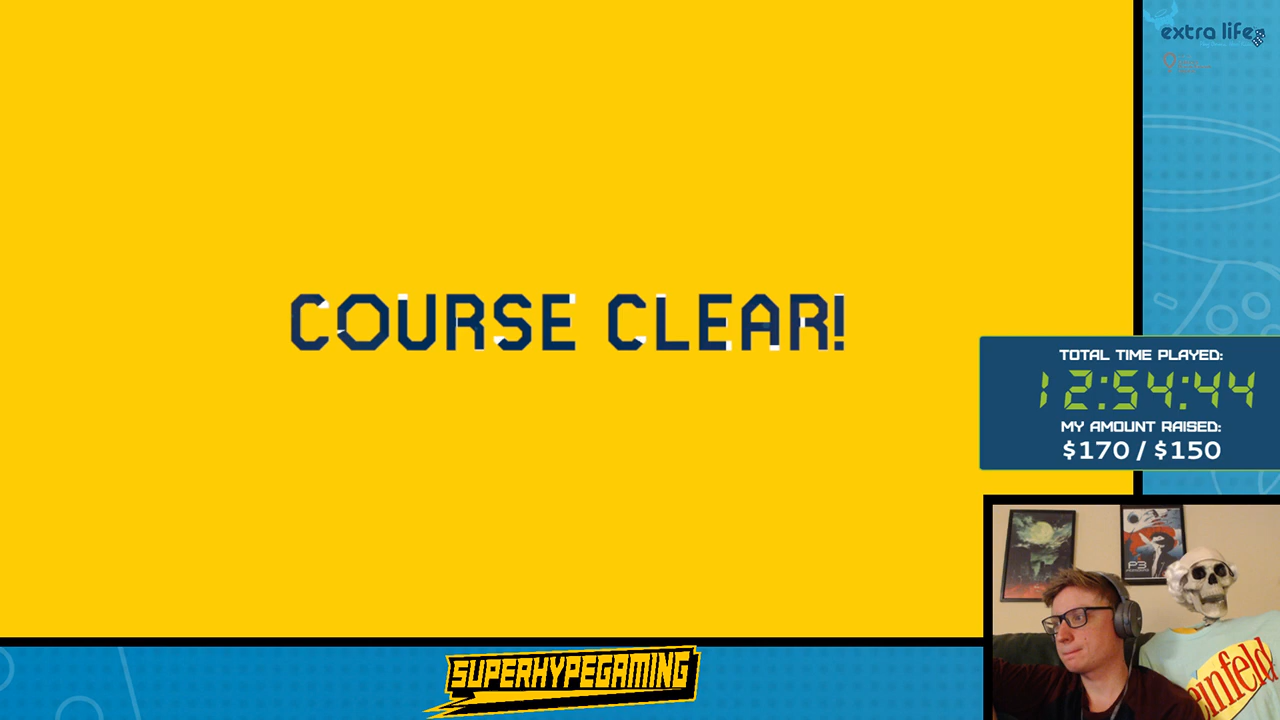 extra life
COURSE CLEAR!
TOTAL TIME PLAYED:
12:54:44
MY AMOUNT RAISED:
$170 / $150
P3
SUPERHYPEGAMING
einfeld